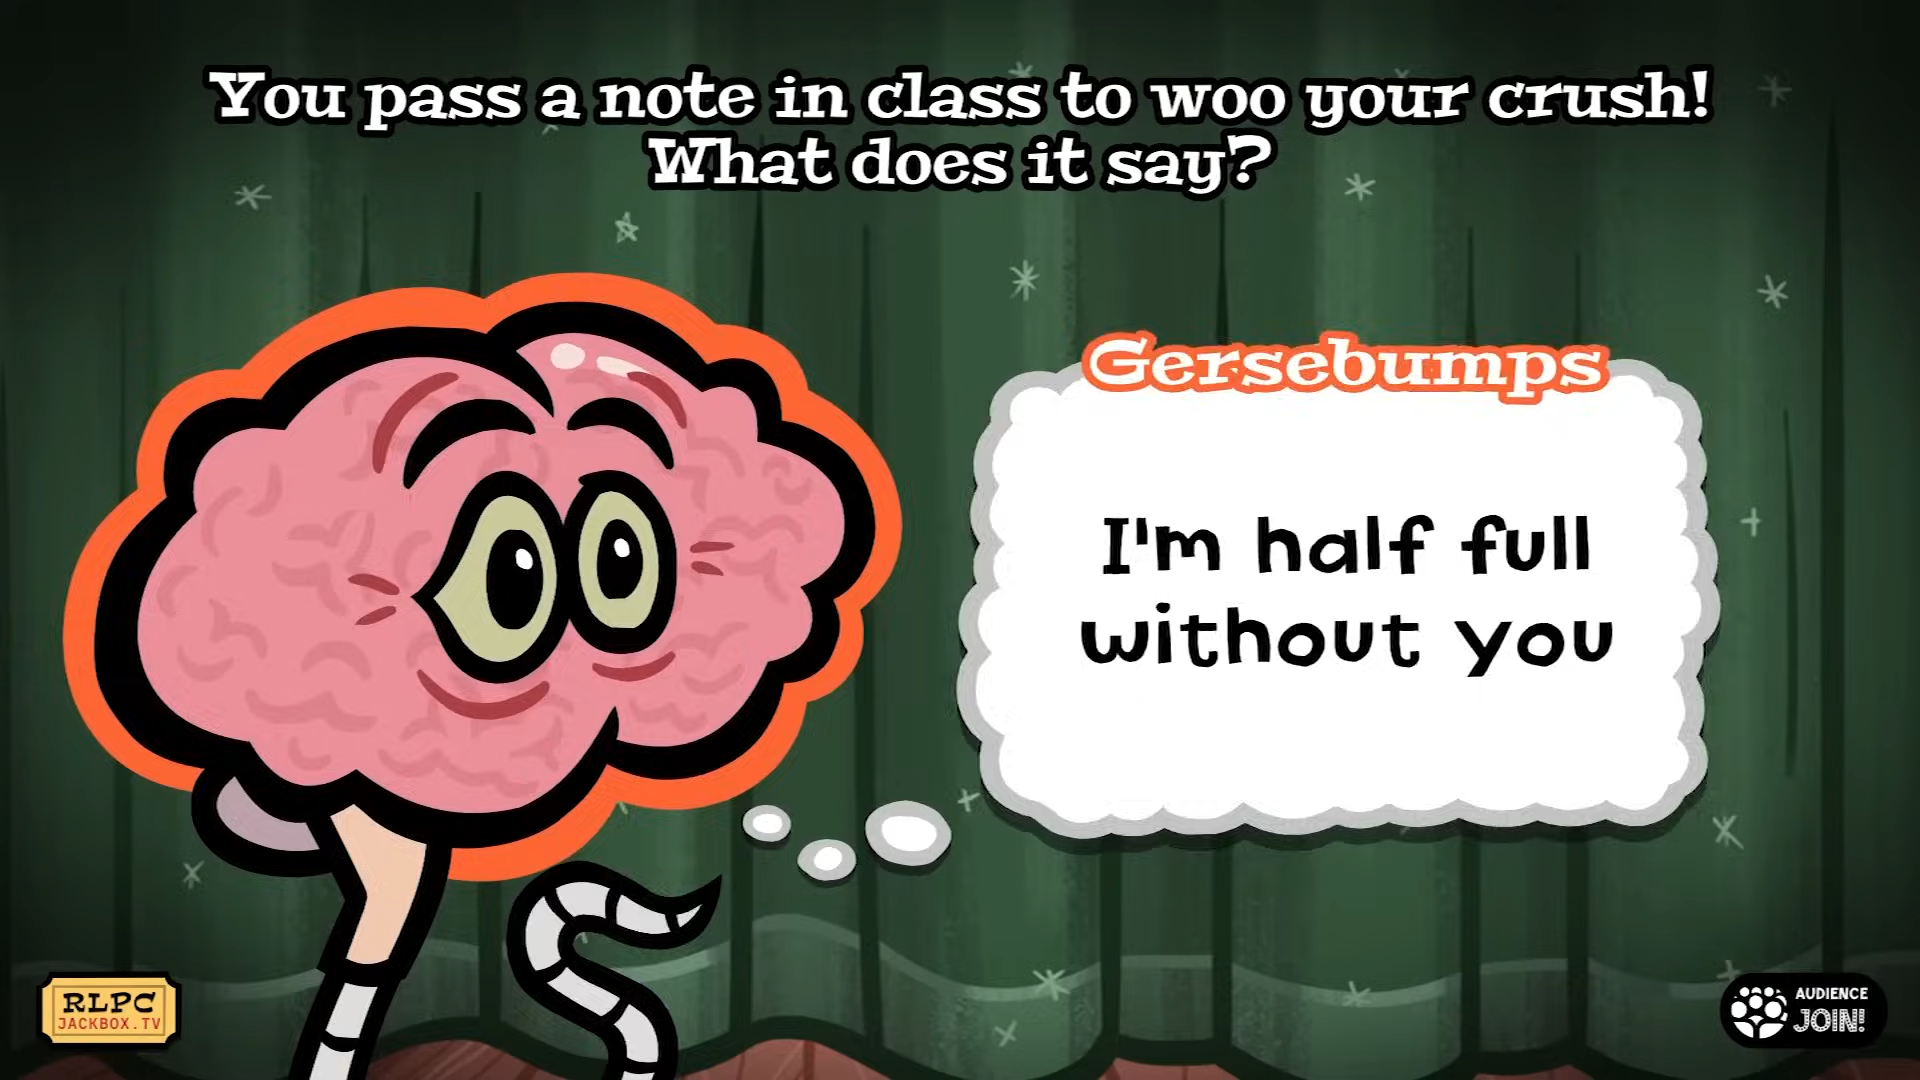 You pass a note in class to woo your crush!
What does it say?
Gersebumps
I'm half full
without you
RLPC
JACKBOX.TV
AUDIENCE
JOIN!